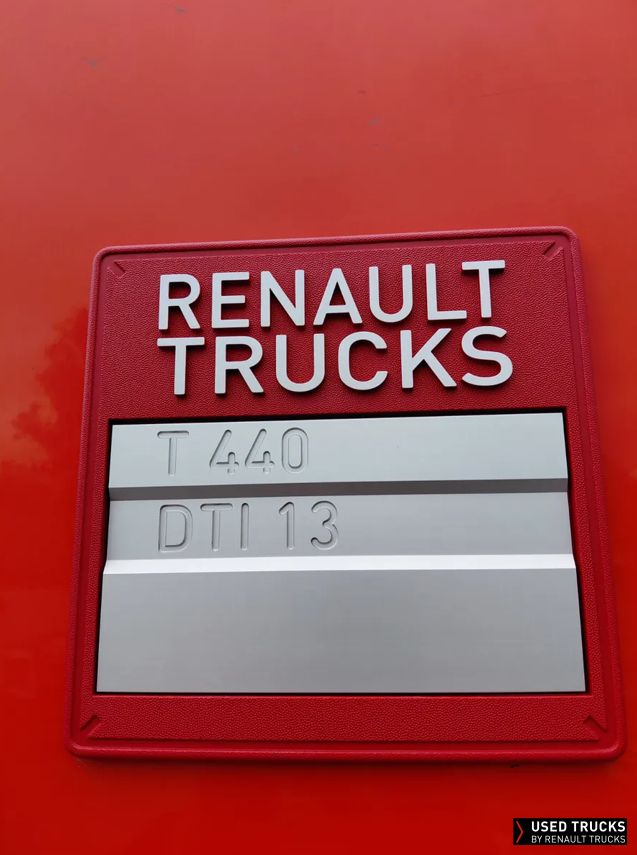 RENAULT
TRUCKS
T 440
DTI 13
USED TRUCKS
BY RENAULT TRUCKS